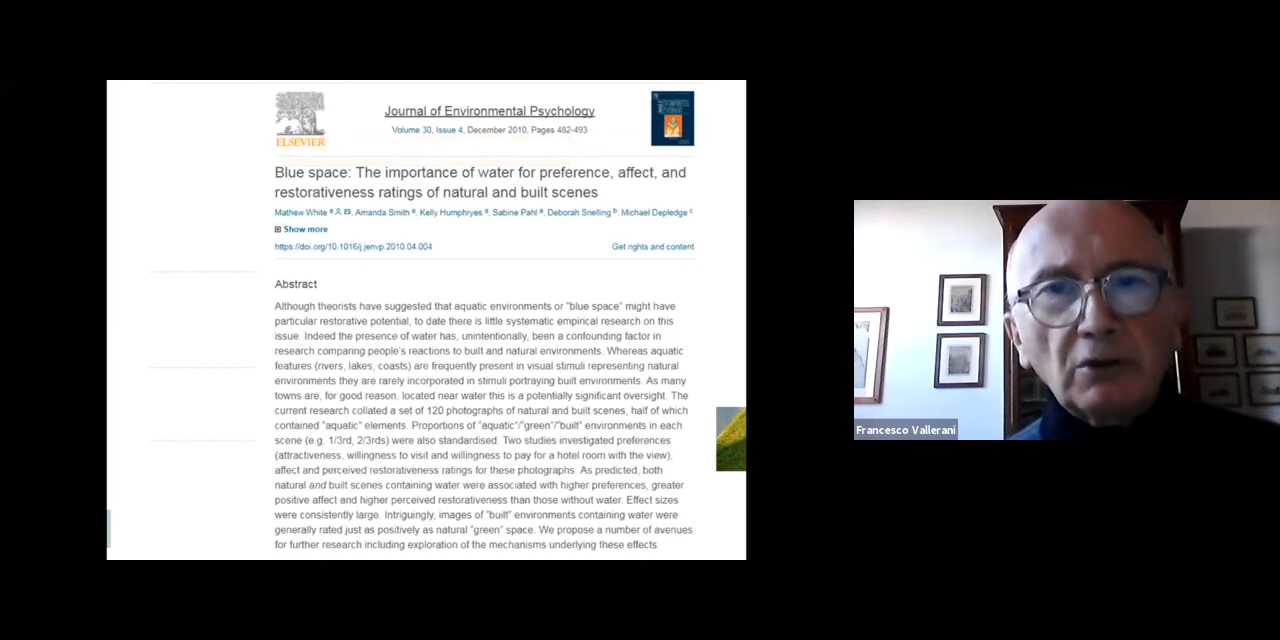 ELSEVIER
Journal of Environmental Psychology
Volume 30, Issue 4, December 2010, Pages 482-493
Blue space: The importance of water for preference, affect, and
restorativeness ratings of natural and built scenes
Mathew White a, Amanda Smith a, Kelly Humphryes a, Sabine Pahl a, Deborah Snelling b, Michael Depledge c
Show more
https://doi.org/10.1016/j.jenvp.2010.04.004
Get rights and content
Abstract
Although theorists have suggested that aquatic environments or "blue space" might have
particular restorative potential, to date there is little systematic empirical research on this
issue. Indeed the presence of water has, unintentionally, been a confounding factor in
research comparing people's reactions to built and natural environments. Whereas aquatic
features (rivers, lakes, coasts) are frequently present in visual stimuli representing natural
environments they are rarely incorporated in stimuli portraying built environments. As many
towns are, for good reason, located near water this is a potentially significant oversight. The
current research collated a set of 120 photographs of natural and built scenes, half of which
contained "aquatic" elements. Proportions of "aquatic"/"green"/"built" environments in each
scene (e.g. 1/3rd, 2/3rds) were also standardised. Two studies investigated preferences
(attractiveness, willingness to visit and willingness to pay for a hotel room with the view),
affect and perceived restorativeness ratings for these photographs. As predicted, both
natural and built scenes containing water were associated with higher preferences, greater
positive affect and higher perceived restorativeness than those without water. Effect sizes
were consistently large. Intriguingly, images of "built" environments containing water were
generally rated just as positively as natural "green" space. We propose a number of avenues
for further research including exploration of the mechanisms underlying these effects.
Francesco Vallerani